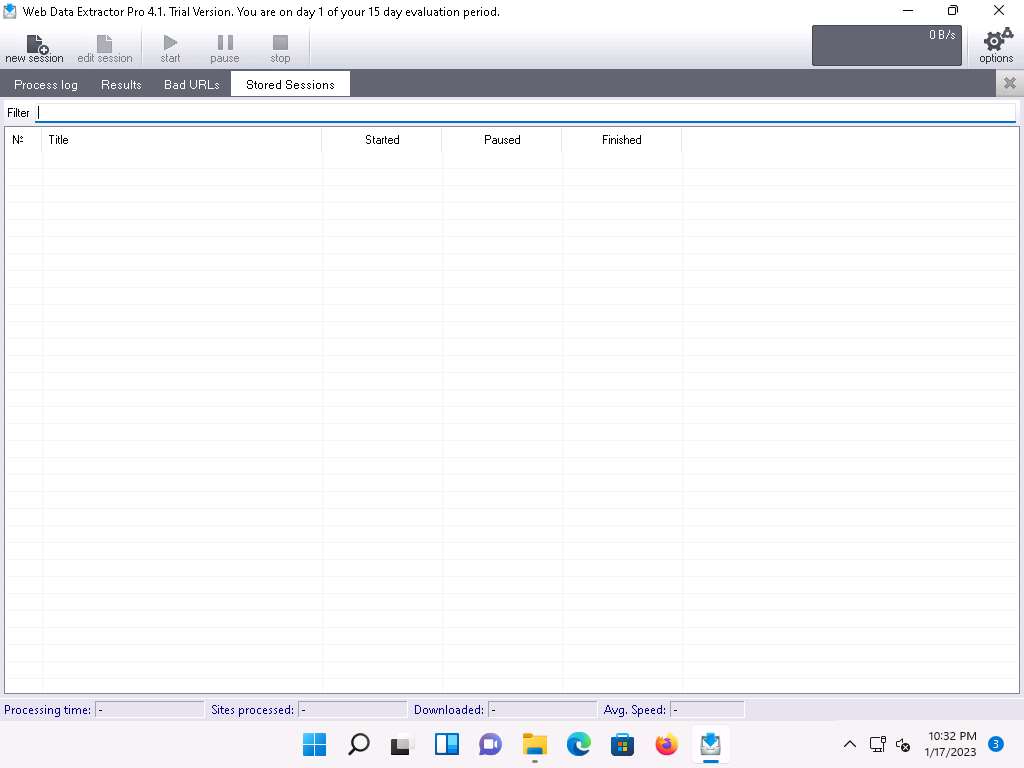 Web Data Extractor Pro 4.1. Trial Version. You are on day 1 of your 15 day evaluation period.
new session edit session start pause stop 0 B/s options
Process log Results Bad URLs Stored Sessions
Filter
Nº Title Started Paused Finished
Processing time: - Sites processed: - Downloaded: - Avg. Speed: -
10:32 PM
1/17/2023
3